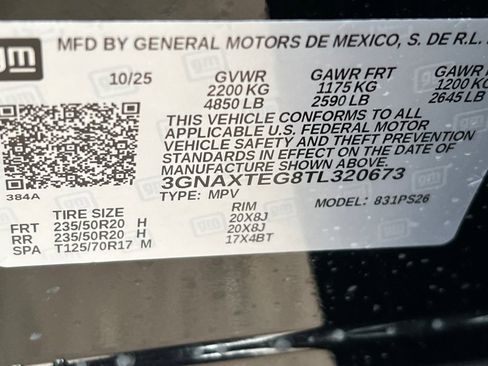 gm MFD BY GENERAL MOTORS DE MEXICO, S. DE R.L.
10/25 GVWR GAWR FRT GAWR
2200 KG 1175 KG 1200 KG
4850 LB 2590 LB 2645 LB
THIS VEHICLE CONFORMS TO ALL
APPLICABLE U.S. FEDERAL MOTOR
VEHICLE SAFETY AND THEFT PREVENTION
STANDARDS IN EFFECT ON THE DATE OF
MANUFACTURE SHOWN ABOVE.
384A 3GNAXTEG8TL320673
TYPE: MPV MODEL: 831PS26
TIRE SIZE RIM
FRT 235/50R20 H 20X8J
RR 235/50R20 H 20X8J
SPA T125/70R17 M 17X4BT